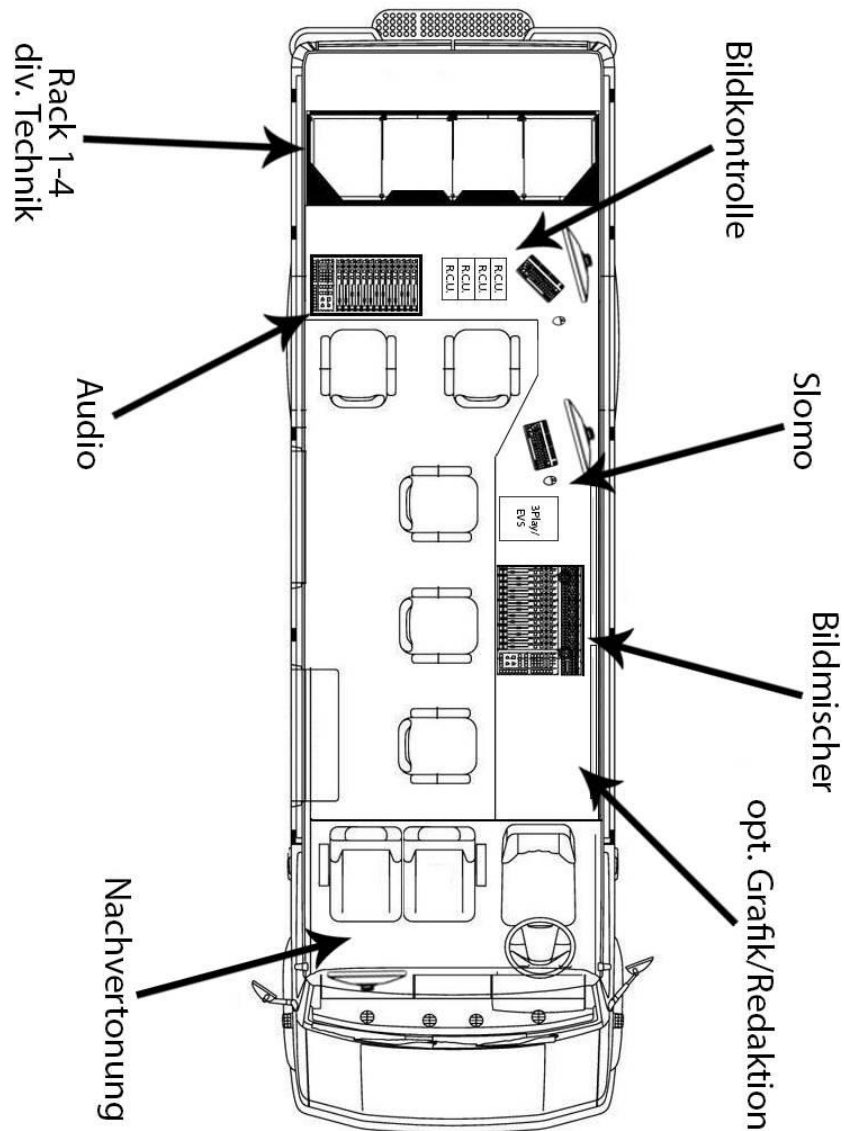 Rack 1-4
div. Technik
Bildkontrolle
R.C.U.
R.C.U.
R.C.U.
R.C.U.
Audio
Slomo
3Play/
EVS
Bildmischer
opt. Grafik/Redaktion
Nachvertonung